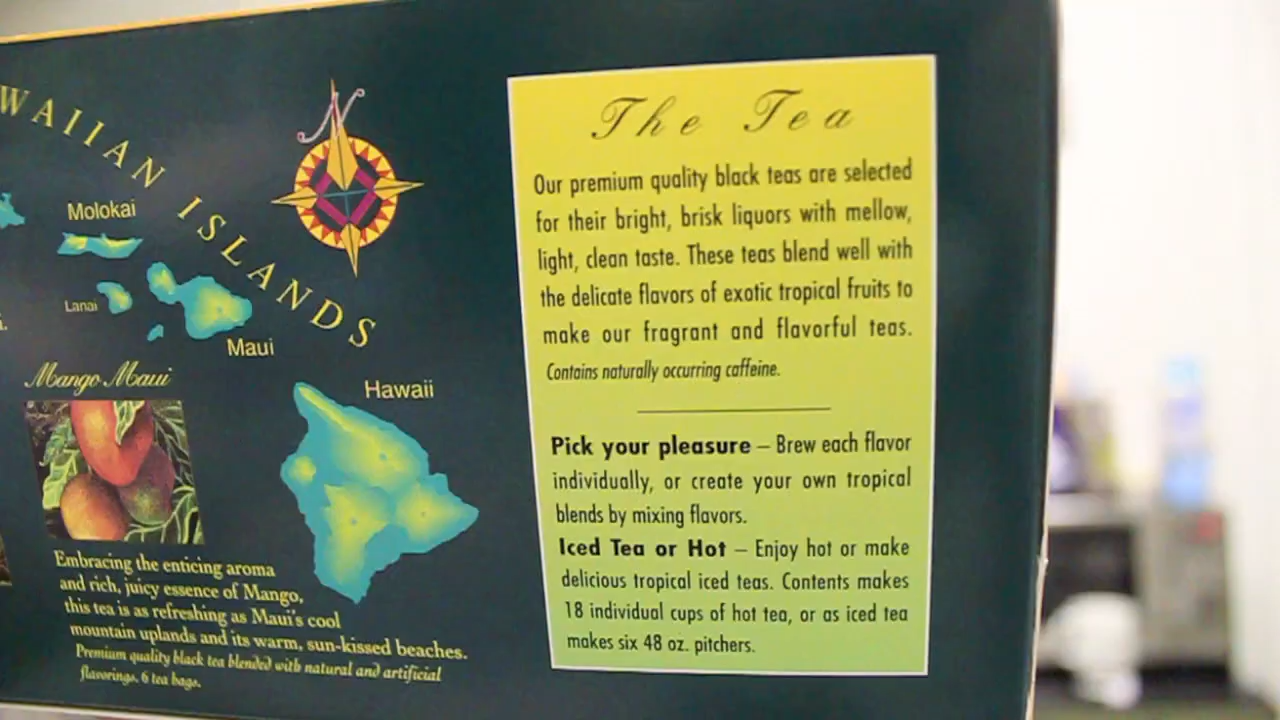 WAIIAN ISLANDS
N
Molokai
Lanai
Maui
Hawaii
Mango Maui
Embracing the enticing aroma
and rich, juicy essence of Mango,
this tea is as refreshing as Maui's cool
mountain uplands and its warm, sun-kissed beaches.
Premium quality black tea blended with natural and artificial
flavorings. 6 tea bags.
The Tea
Our premium quality black teas are selected
for their bright, brisk liquors with mellow,
light, clean taste. These teas blend well with
the delicate flavors of exotic tropical fruits to
make our fragrant and flavorful teas.
Contains naturally occurring caffeine.
Pick your pleasure – Brew each flavor
individually, or create your own tropical
blends by mixing flavors.
Iced Tea or Hot – Enjoy hot or make
delicious tropical iced teas. Contents makes
18 individual cups of hot tea, or as iced tea
makes six 48 oz. pitchers.